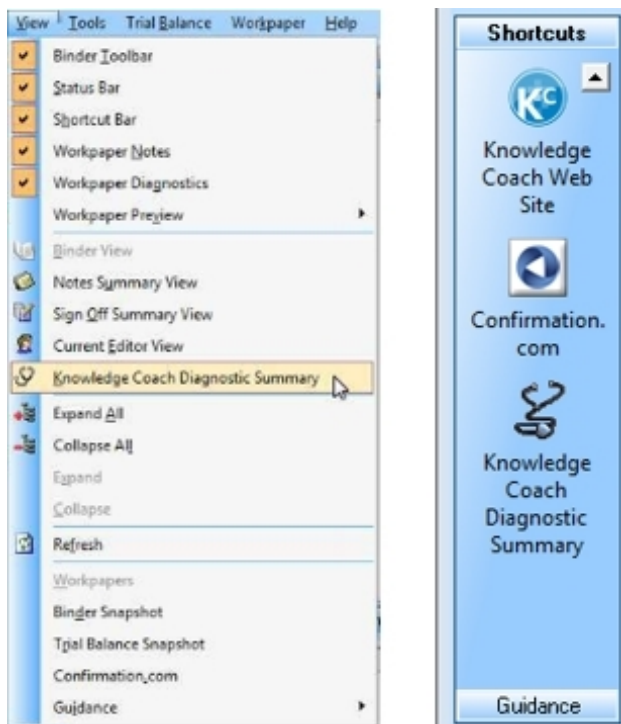 View Tools Trial Balance Workpaper Help
Binder Toolbar
Status Bar
Shortcut Bar
Workpaper Notes
Workpaper Diagnostics
Workpaper Preview
Binder View
Notes Summary View
Sign Off Summary View
Current Editor View
Knowledge Coach Diagnostic Summary
Expand All
Collapse All
Expand
Collapse
Refresh
Workpapers
Binder Snapshot
Trial Balance Snapshot
Confirmation.com
Guidance
Shortcuts
KC
Knowledge
Coach Web
Site
Confirmation.
com
Knowledge
Coach
Diagnostic
Summary
Guidance